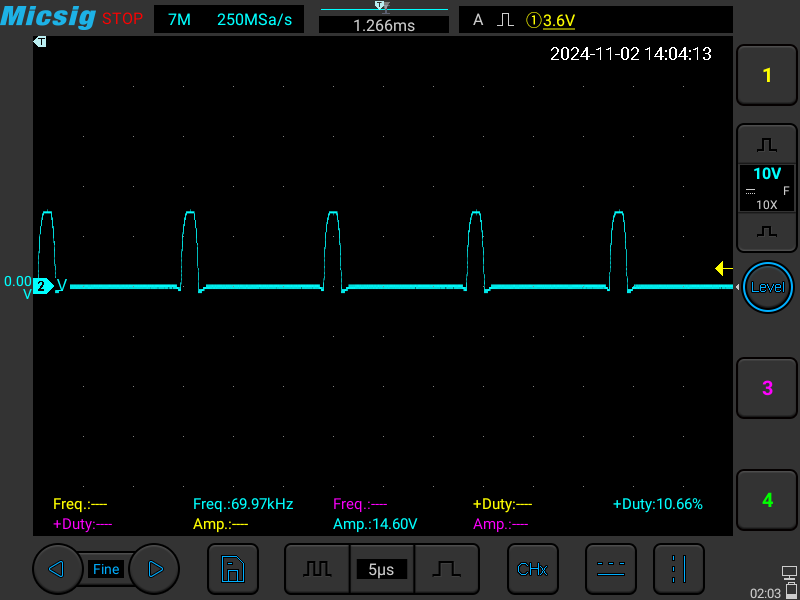 Micsig STOP 7M 250MSa/s 1.266ms A ①3.6V
T
T
2024-11-02 14:04:13
1
10V
F
10X
0.00 V
2 V
Level
3
Freq.:---- Freq.:69.97kHz Freq.:---- +Duty:---- +Duty:10.66%
+Duty:---- Amp.:---- Amp.:14.60V Amp.:----
4
Fine 5µs CHx
02:03